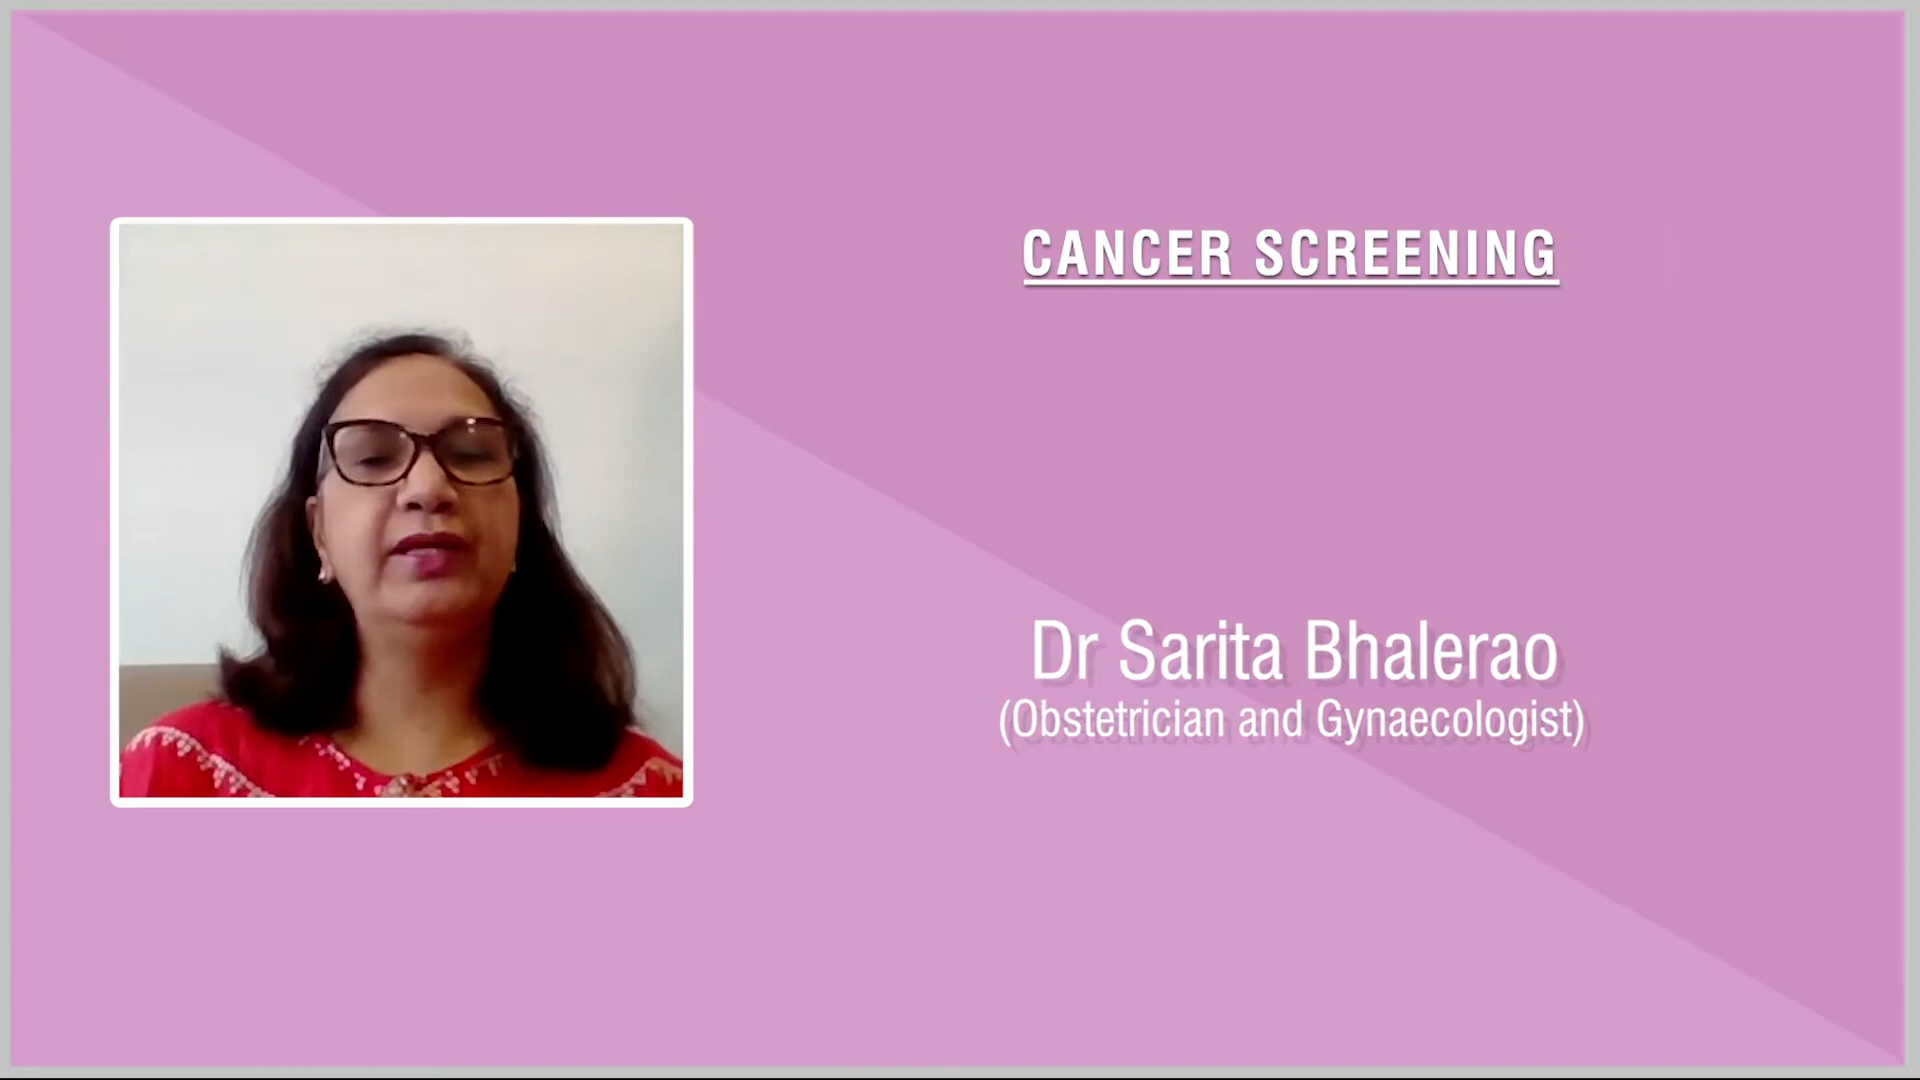 CANCER SCREENING
Dr Sarita Bhalerao
(Obstetrician and Gynaecologist)